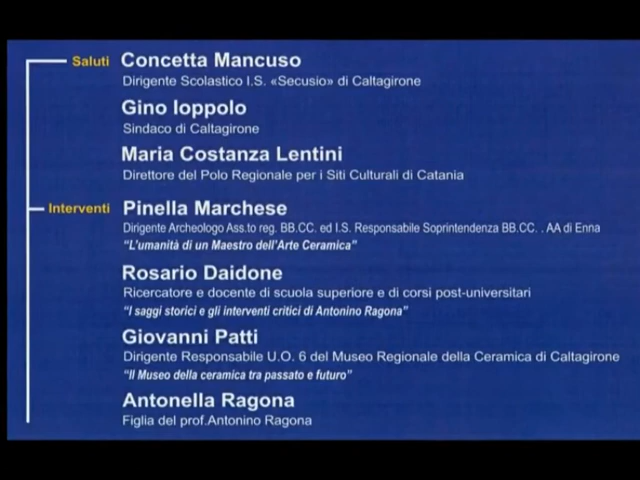 Saluti Concetta Mancuso
Dirigente Scolastico I.S. «Secusio» di Caltagirone
Gino Ioppolo
Sindaco di Caltagirone
Maria Costanza Lentini
Direttore del Polo Regionale per i Siti Culturali di Catania
Interventi Pinella Marchese
Dirigente Archeologo Ass.to reg. BB.CC. ed I.S. Responsabile Soprintendenza BB.CC. . AA di Enna
“L'umanità di un Maestro dell'Arte Ceramica“
Rosario Daidone
Ricercatore e docente di scuola superiore e di corsi post-universitari
“I saggi storici e gli interventi critici di Antonino Ragona”
Giovanni Patti
Dirigente Responsabile U.O. 6 del Museo Regionale della Ceramica di Caltagirone
“Il Museo della ceramica tra passato e futuro”
Antonella Ragona
Figlia del prof.Antonino Ragona